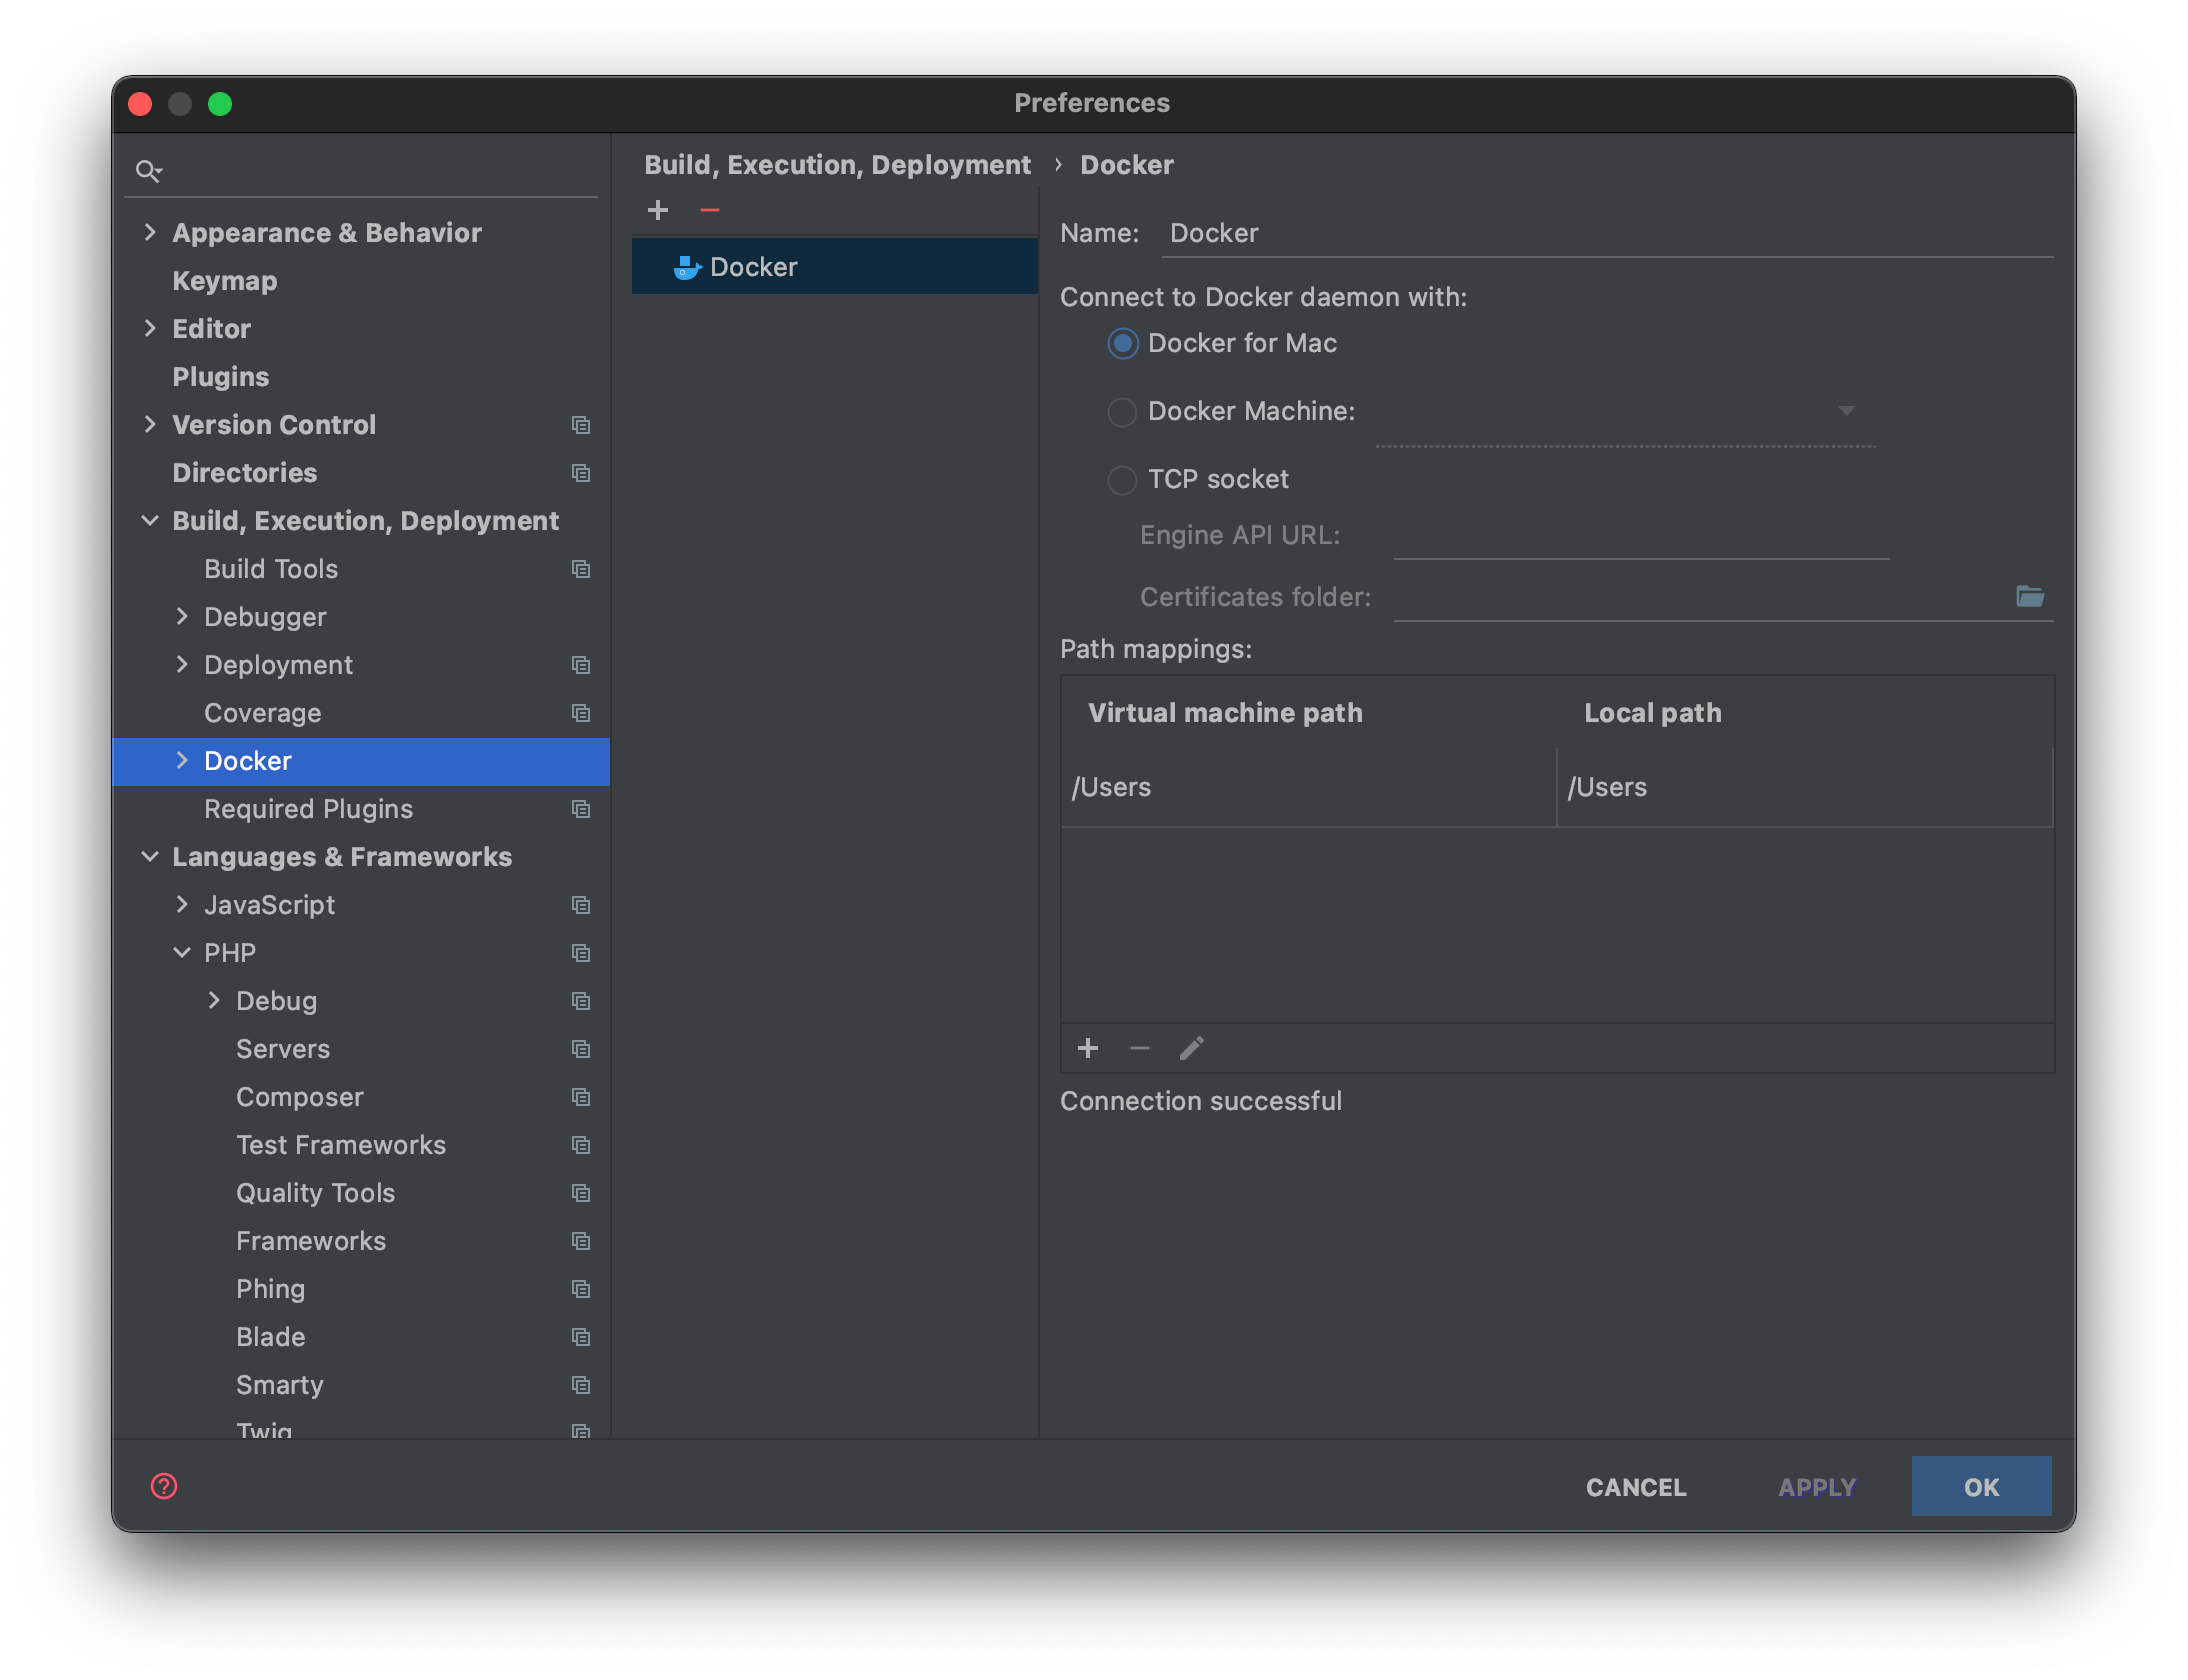 Preferences
Appearance & Behavior
Keymap
Editor
Plugins
Version Control
Directories
Build, Execution, Deployment
Build Tools
Debugger
Deployment
Coverage
Docker
Required Plugins
Languages & Frameworks
JavaScript
PHP
Debug
Servers
Composer
Test Frameworks
Quality Tools
Frameworks
Phing
Blade
Smarty
Twig
Build, Execution, Deployment › Docker
Docker
Name: Docker
Connect to Docker daemon with:
Docker for Mac
Docker Machine:
TCP socket
Engine API URL:
Certificates folder:
Path mappings:
Virtual machine path Local path
/Users /Users
Connection successful
CANCEL APPLY OK